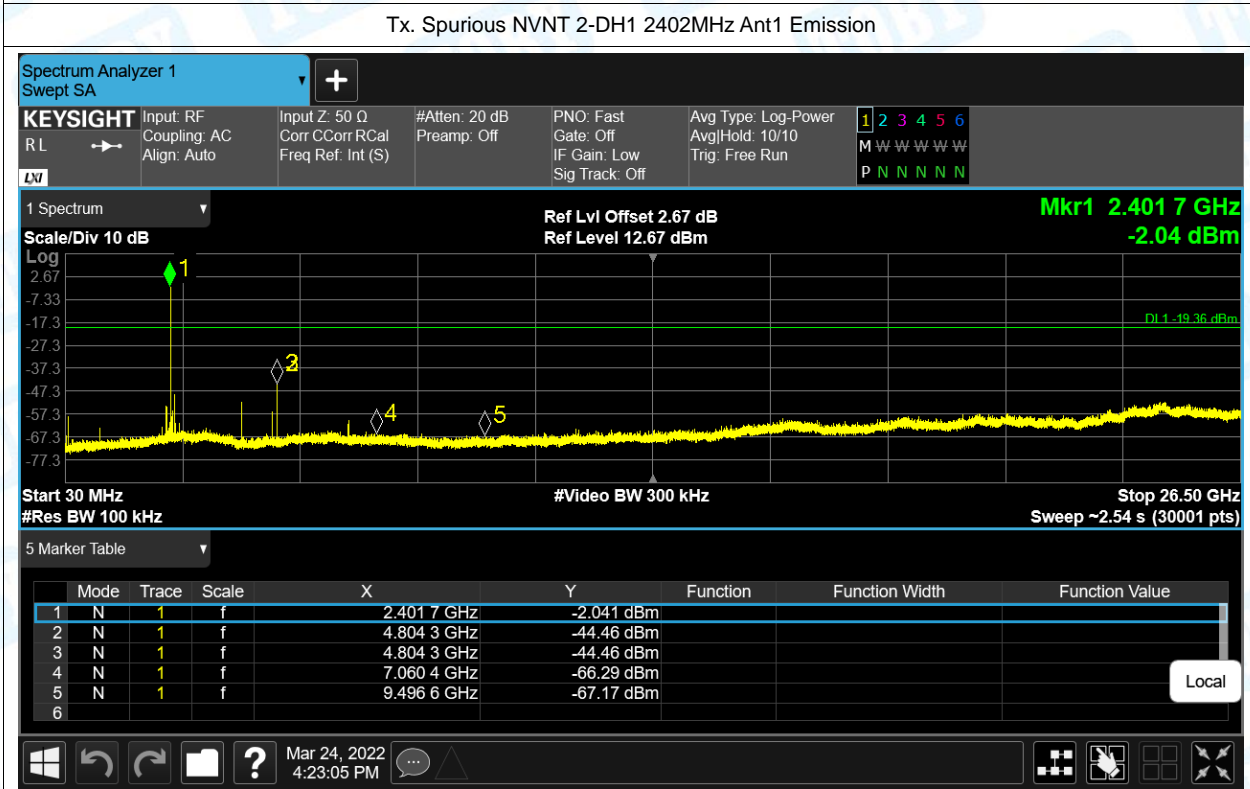 Tx. Spurious NVNT 2-DH1 2402MHz Ant1 Emission
Spectrum Analyzer 1
Swept SA
KEYSIGHT
RL
LXI
Input: RF
Coupling: AC
Align: Auto
Input Z: 50 Ω
Corr CCorr RCal
Freq Ref: Int (S)
#Atten: 20 dB
Preamp: Off
PNO: Fast
Gate: Off
IF Gain: Low
Sig Track: Off
Avg Type: Log-Power
Avg|Hold: 10/10
Trig: Free Run
1 2 3 4 5 6
M W W W W W
P N N N N N
1 Spectrum
Scale/Div 10 dB
Ref Lvl Offset 2.67 dB
Ref Level 12.67 dBm
Mkr1 2.401 7 GHz
-2.04 dBm
Log
2.67
-7.33
-17.3
-27.3
-37.3
-47.3
-57.3
-67.3
-77.3
1
3
4
5
DL1 -19.36 dBm
Start 30 MHz
#Res BW 100 kHz
#Video BW 300 kHz
Stop 26.50 GHz
Sweep ~2.54 s (30001 pts)
5 Marker Table
Mode Trace Scale X Y Function Function Width Function Value
1 N 1 f 2.401 7 GHz -2.041 dBm
2 N 1 f 4.804 3 GHz -44.46 dBm
3 N 1 f 4.804 3 GHz -44.46 dBm
4 N 1 f 7.060 4 GHz -66.29 dBm
5 N 1 f 9.496 6 GHz -67.17 dBm
6
Local
?
Mar 24, 2022
4:23:05 PM